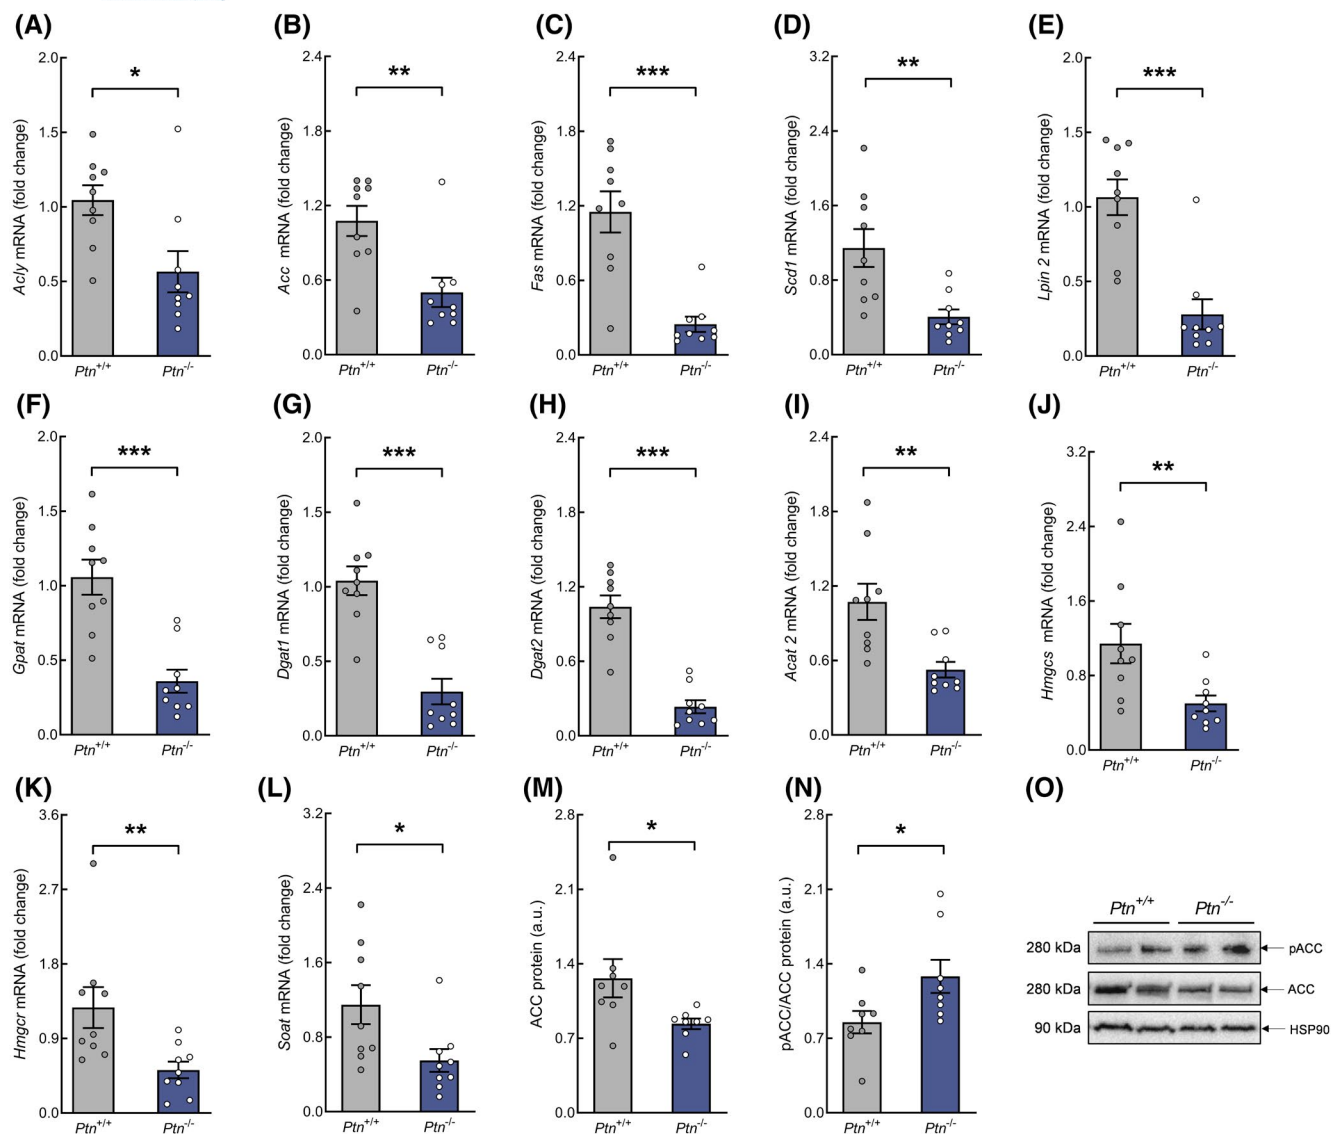 (A)
Acly mRNA (fold change)
2.0
1.5
1.0
0.5
0.0
*
Ptn+/+ Ptn-/-
(B)
Acc mRNA (fold change)
2.4
1.8
1.2
0.6
0.0
**
Ptn+/+ Ptn-/-
(C)
Fas mRNA (fold change)
2.4
1.8
1.2
0.6
0.0
***
Ptn+/+ Ptn-/-
(D)
Scd1 mRNA (fold change)
3.2
2.4
1.6
0.8
0.0
**
Ptn+/+ Ptn-/-
(E)
Lpin 2 mRNA (fold change)
2.0
1.5
1.0
0.5
0.0
***
Ptn+/+ Ptn-/-
(F)
Gpat mRNA (fold change)
2.0
1.5
1.0
0.5
0.0
***
Ptn+/+ Ptn-/-
(G)
Dgat1 mRNA (fold change)
2.0
1.5
1.0
0.5
0.0
***
Ptn+/+ Ptn-/-
(H)
Dgat2 mRNA (fold change)
2.4
1.8
1.2
0.6
0.0
***
Ptn+/+ Ptn-/-
(I)
Acat 2 mRNA (fold change)
2.4
1.8
1.2
0.6
0.0
**
Ptn+/+ Ptn-/-
(J)
Hmgcs mRNA (fold change)
3.2
2.4
1.6
0.8
0.0
**
Ptn+/+ Ptn-/-
(K)
Hmgcr mRNA (fold change)
3.6
2.7
1.8
0.9
0.0
**
Ptn+/+ Ptn-/-
(L)
Soat mRNA (fold change)
3.2
2.4
1.6
0.8
0.0
*
Ptn+/+ Ptn-/-
(M)
ACC protein (a.u.)
2.8
2.1
1.4
0.7
0.0
*
Ptn+/+ Ptn-/-
(N)
pACC/ACC protein (a.u.)
2.8
2.1
1.4
0.7
0.0
*
Ptn+/+ Ptn-/-
(O)
Ptn+/+ Ptn-/-
280 kDa pACC
280 kDa ACC
90 kDa HSP90